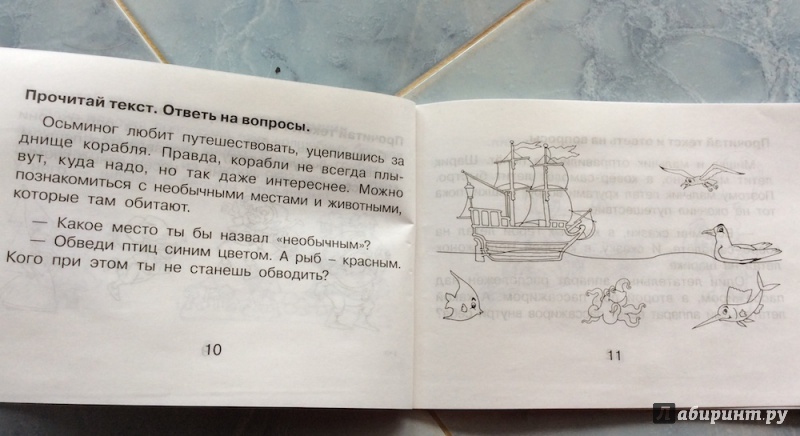 Прочитай текст. Ответь на вопросы.
Осьминог любит путешествовать, уцепившись за
днище корабля. Правда, корабли не всегда плы-
вут, куда надо, но так даже интереснее. Можно
познакомиться с необычными местами и животными,
которые там обитают.
— Какое место ты бы назвал «необычным»?
— Обведи птиц синим цветом. А рыб – красным.
Кого при этом ты не станешь обводить?
10
11
Лабиринт.ру